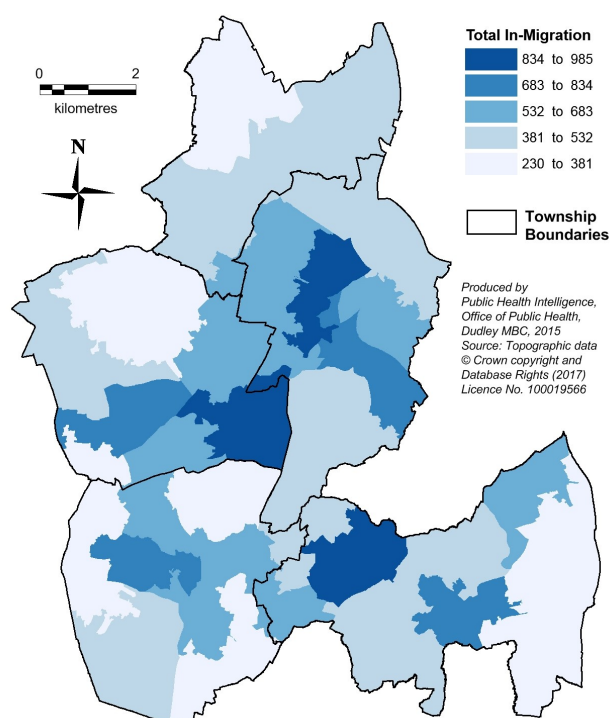 Total In-Migration
834 to 985
683 to 834
532 to 683
381 to 532
230 to 381
Township
Boundaries
0 2
kilometres
N
Produced by
Public Health Intelligence,
Office of Public Health,
Dudley MBC, 2015
Source: Topographic data
© Crown copyright and
Database Rights (2017)
Licence No. 100019566